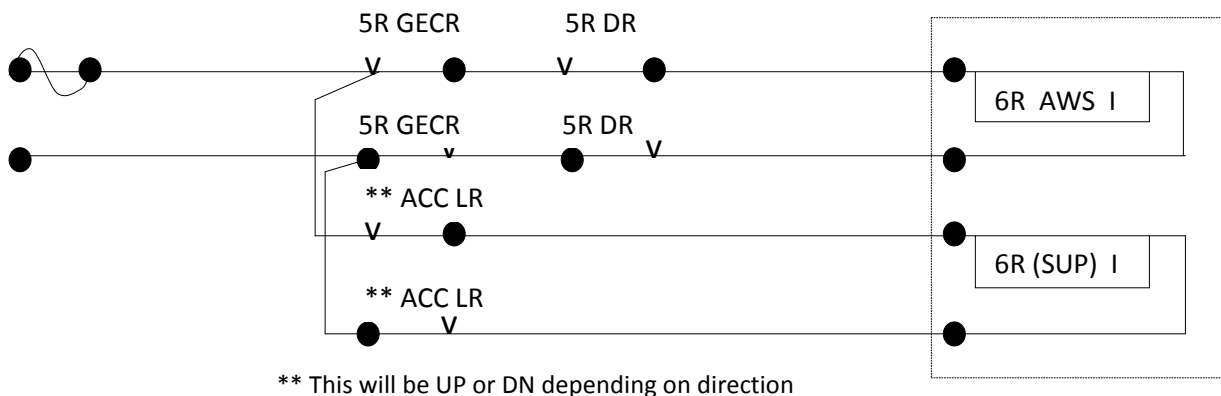 5R GECR 5R DR
6R AWS I
5R GECR 5R DR
** ACC LR
6R (SUP) I
** ACC LR
** This will be UP or DN depending on direction